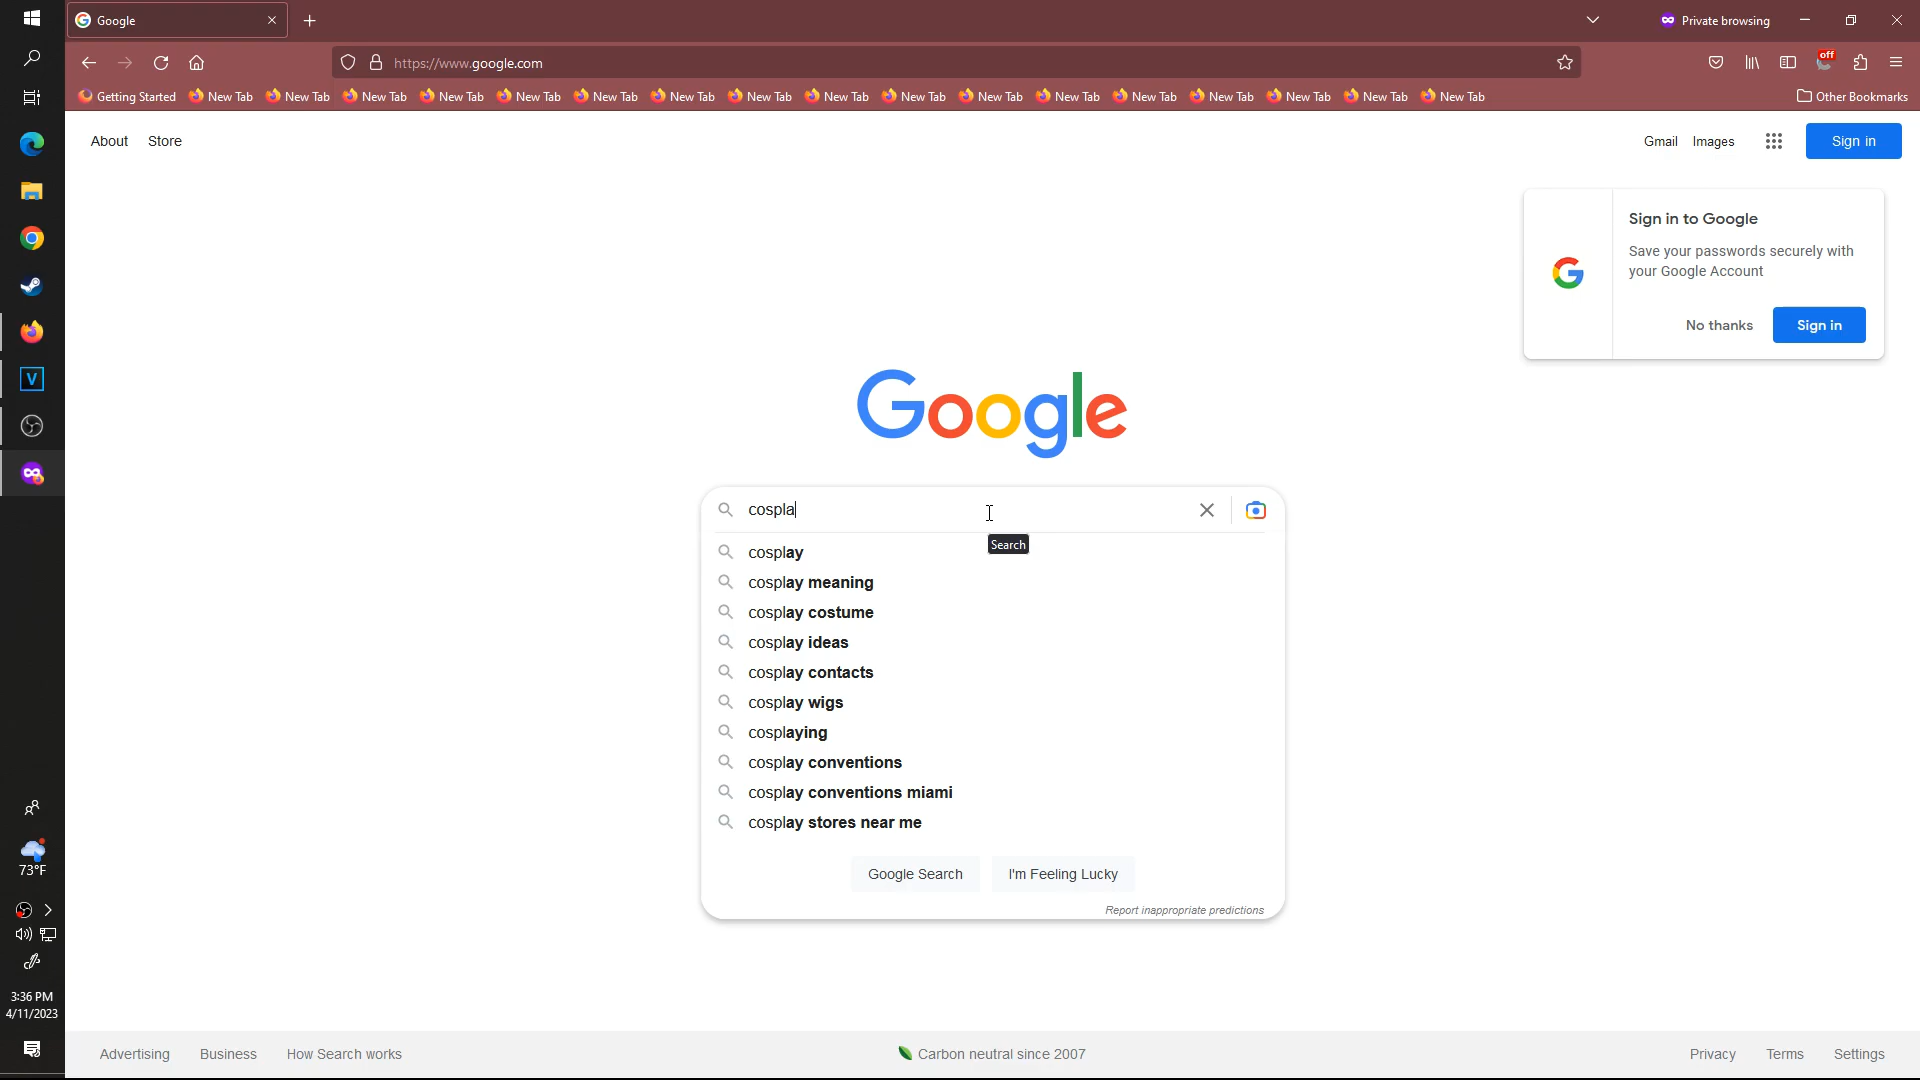 Google
Private browsing
https://www.google.com
off
Getting Started New Tab New Tab New Tab New Tab New Tab New Tab New Tab New Tab New Tab New Tab New Tab New Tab New Tab New Tab New Tab New Tab New Tab Other Bookmarks
About Store
Gmail Images Sign in
Sign in to Google
Save your passwords securely with
your Google Account
No thanks Sign in
V
Google
cospla
Search
cosplay
cosplay meaning
cosplay costume
cosplay ideas
cosplay contacts
cosplay wigs
cosplaying
cosplay conventions
cosplay conventions miami
cosplay stores near me
Google Search I'm Feeling Lucky
Report inappropriate predictions
73°F
3:36 PM
4/11/2023
Advertising Business How Search works Carbon neutral since 2007 Privacy Terms Settings